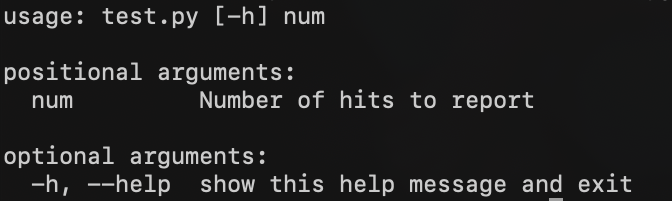 usage: test.py [-h] num

positional arguments:
  num         Number of hits to report

optional arguments:
  -h, --help  show this help message and exit